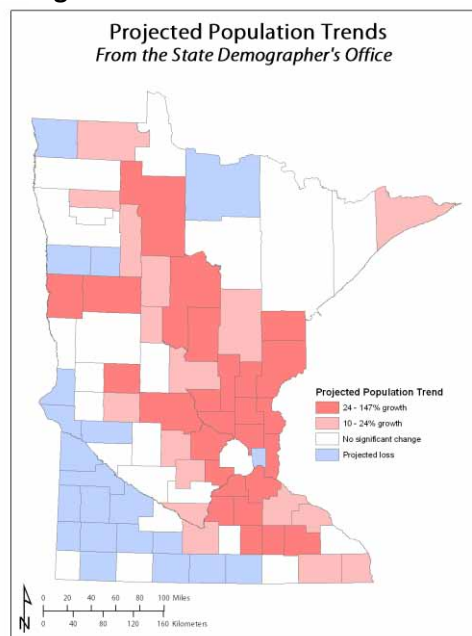 Projected Population Trends
From the State Demographer's Office
Projected Population Trend
24 - 147% growth
10 - 24% growth
No significant change
Projected loss
N
0 20 40 60 80 100 Miles
0 40 80 120 160 Kilometers